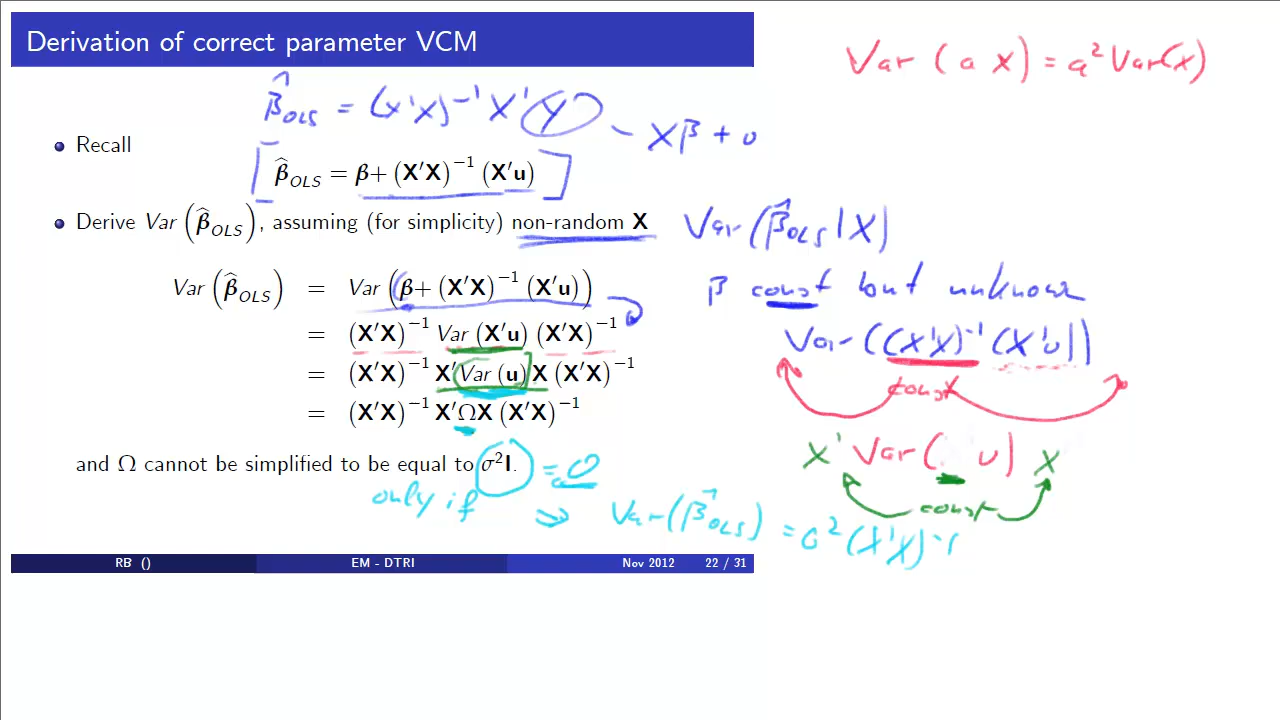 Derivation of correct parameter VCM
Var (a X) = a² Var(X)
β̂_OLS = (X'X)⁻¹ X' (Y) – Xβ + u
Recall
β̂_OLS = β+ (X'X)⁻¹ (X'u)
Derive Var(β̂_OLS), assuming (for simplicity) non-random X
Var(β̂_OLS | X)
Var(β̂_OLS) = Var(β+ (X'X)⁻¹ (X'u))
β const but unknown
= (X'X)⁻¹ Var (X'u) (X'X)⁻¹
Var((X'X)⁻¹ (X'u))
= (X'X)⁻¹ X'Var (u) X (X'X)⁻¹
const
= (X'X)⁻¹ X'ΩX (X'X)⁻¹
X' Var( u) X
const
and Ω cannot be simplified to be equal to σ²I.
only if = Ω
⇒ Var(β̂_OLS) = σ² (X'X)⁻¹
RB () EM - DTRI Nov 2012 22 / 31